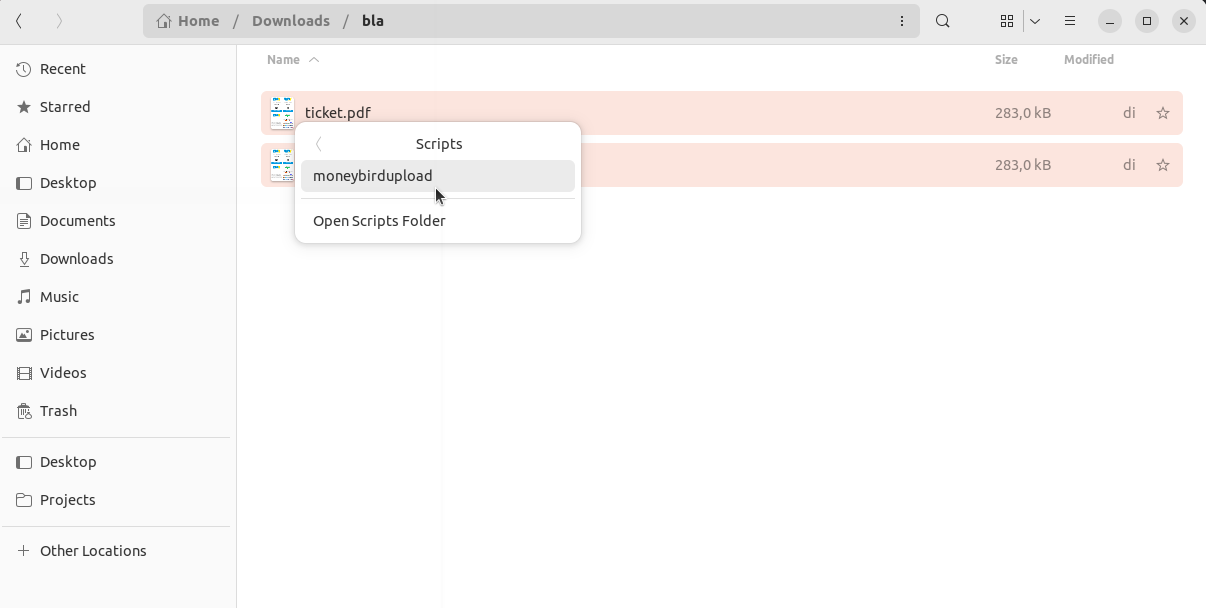 Home / Downloads / bla
Name Size Modified
Recent
Starred
Home
Desktop
Documents
Downloads
Music
Pictures
Videos
Trash
Desktop
Projects
Other Locations
ticket.pdf 283,0 kB di
283,0 kB di
Scripts
moneybirdupload
Open Scripts Folder